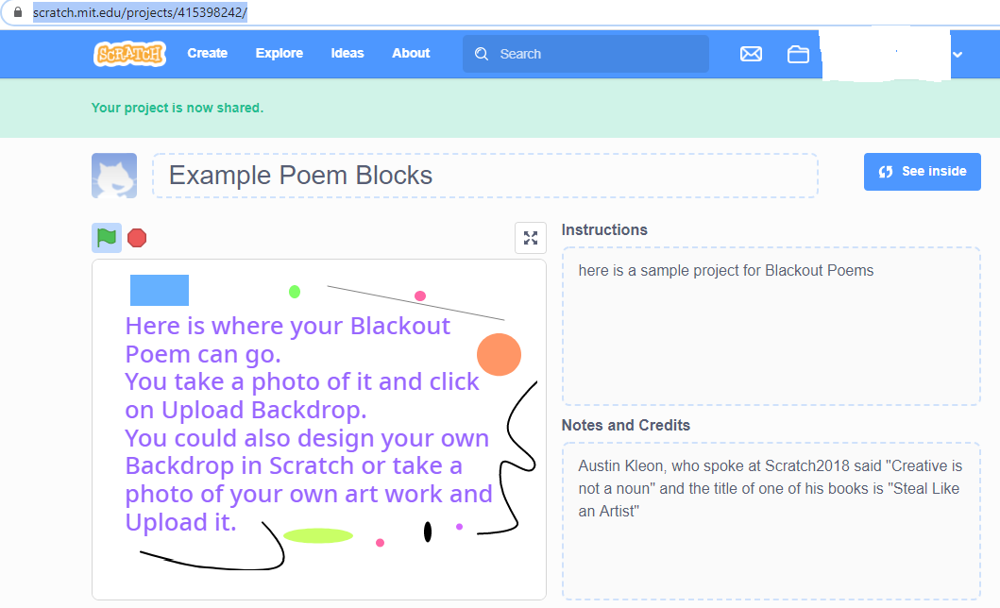 scratch.mit.edu/projects/415398242/
SCRATCH
Create
Explore
Ideas
About
Search
Your project is now shared.
Example Poem Blocks
See inside
Here is where your Blackout
Poem can go.
You take a photo of it and click
on Upload Backdrop.
You could also design your own
Backdrop in Scratch or take a
photo of your own art work and
Upload it.
Instructions
here is a sample project for Blackout Poems
Notes and Credits
Austin Kleon, who spoke at Scratch2018 said "Creative is
not a noun" and the title of one of his books is "Steal Like
an Artist"